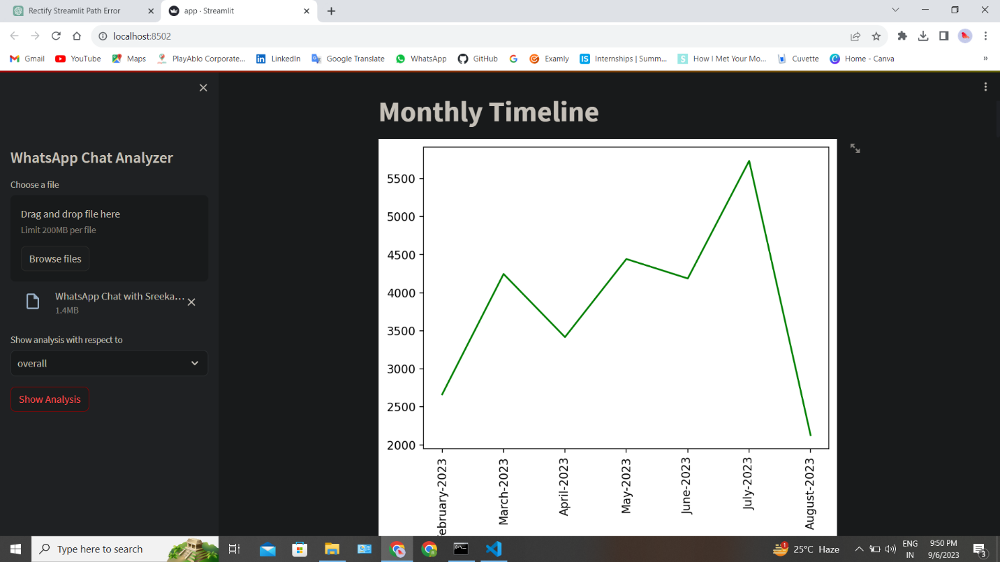 Rectify Streamlit Path Error
app · Streamlit
localhost:8502
Gmail
YouTube
Maps
PlayAblo Corporate...
LinkedIn
Google Translate
WhatsApp
GitHub
Examly
IS
Internships | Summ...
S
How I Met Your Mo...
Cuvette
Home - Canva
»
WhatsApp Chat Analyzer
Choose a file
Drag and drop file here
Limit 200MB per file
Browse files
WhatsApp Chat with Sreeka...
1.4MB
Show analysis with respect to
overall
Show Analysis
Monthly Timeline
5500
5000
4500
4000
3500
3000
2500
2000
ebruary-2023
March-2023
April-2023
May-2023
June-2023
July-2023
August-2023
Type here to search
1
25°C Haze
ENG
IN
9:50 PM
9/6/2023
3